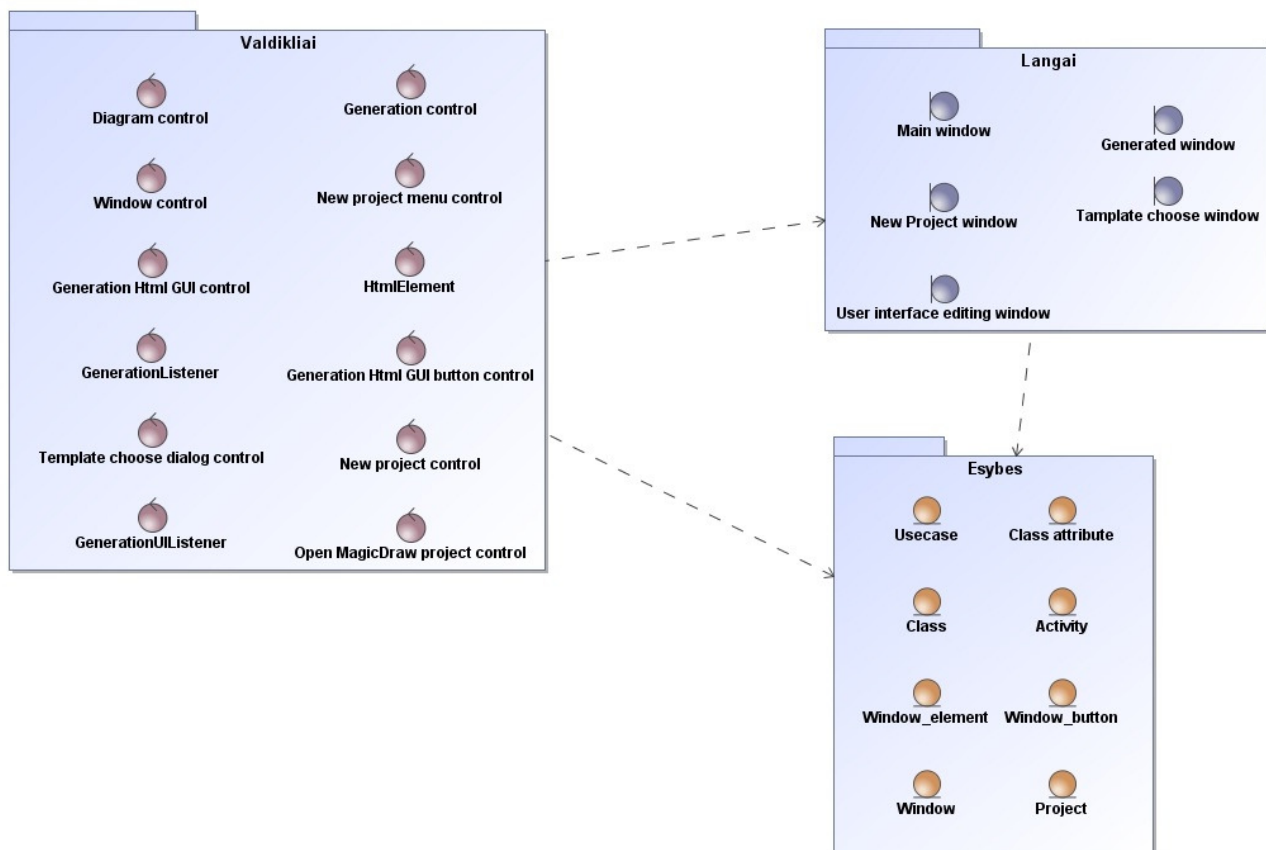 Valdikliai
Diagram control
Generation control
Window control
New project menu control
Generation Html GUI control
HtmlElement
GenerationListener
Generation Html GUI button control
Template choose dialog control
New project control
GenerationUIListener
Open MagicDraw project control
Langai
Main window
Generated window
New Project window
Tamplate choose window
User interface editing window
Esybes
Usecase
Class attribute
Class
Activity
Window_element
Window_button
Window
Project